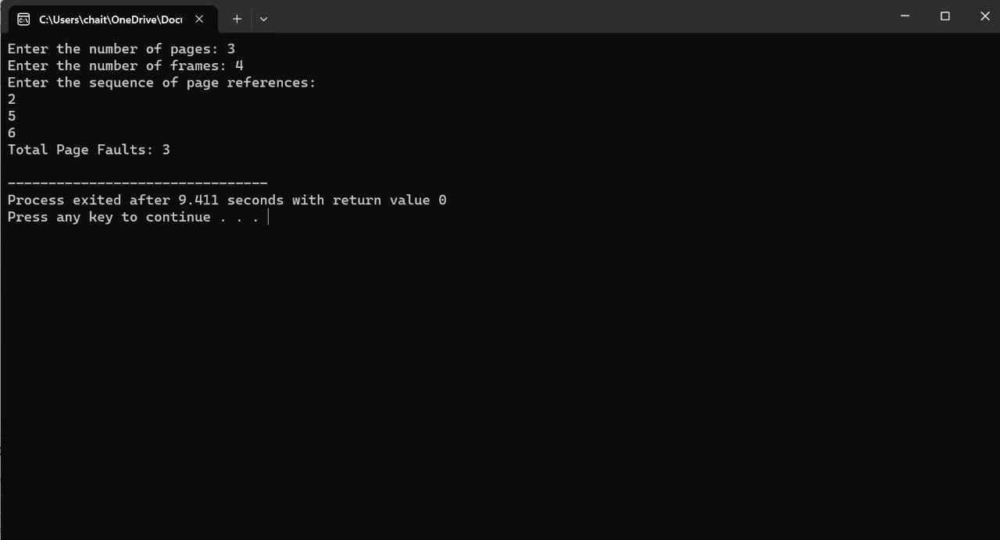 C:\Users\chait\OneDrive\Docu
Enter the number of pages: 3
Enter the number of frames: 4
Enter the sequence of page references:
2
5
6
Total Page Faults: 3
--------------------------------
Process exited after 9.411 seconds with return value 0
Press any key to continue . . .